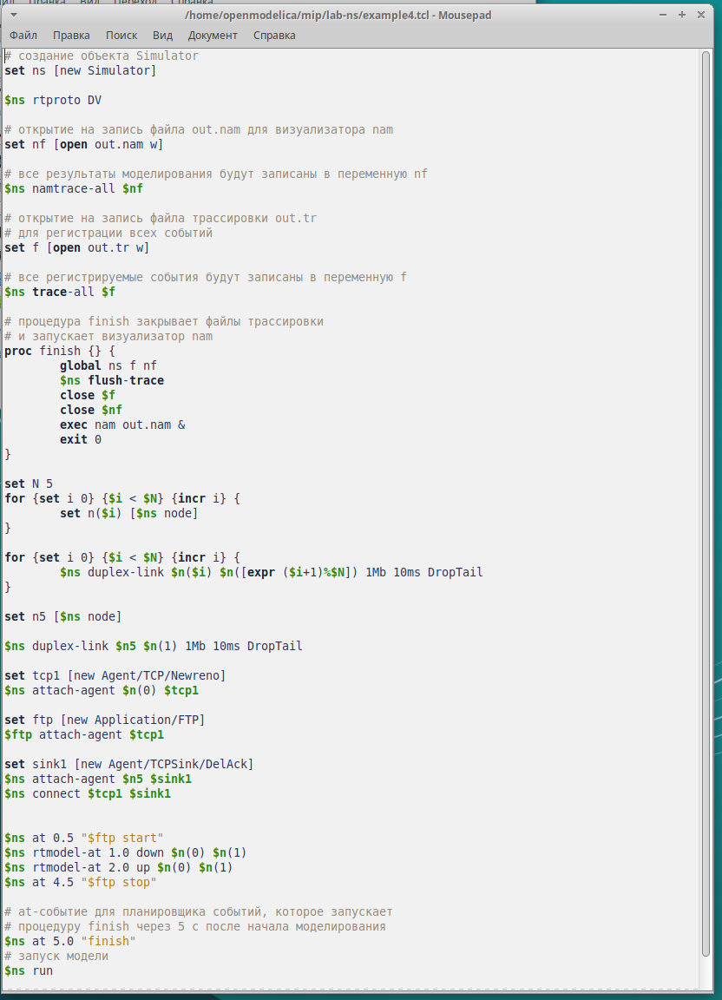 /home/openmodelica/mip/lab-ns/example4.tcl - Mousepad
Файл Правка Поиск Вид Документ Справка
# создание объекта Simulator
set ns [new Simulator]
$ns rtproto DV
# открытие на запись файла out.nam для визуализатора nam
set nf [open out.nam w]
# все результаты моделирования будут записаны в переменную nf
$ns namtrace-all $nf
# открытие на запись файла трассировки out.tr
# для регистрации всех событий
set f [open out.tr w]
# все регистрируемые события будут записаны в переменную f
$ns trace-all $f
# процедура finish закрывает файлы трассировки
# и запускает визуализатор nam
proc finish {} {
        global ns f nf
        $ns flush-trace
        close $f
        close $nf
        exec nam out.nam &
        exit 0
}
set N 5
for {set i 0} {$i < $N} {incr i} {
        set n($i) [$ns node]
}
for {set i 0} {$i < $N} {incr i} {
        $ns duplex-link $n($i) $n([expr ($i+1)%$N]) 1Mb 10ms DropTail
}
set n5 [$ns node]
$ns duplex-link $n5 $n(1) 1Mb 10ms DropTail
set tcp1 [new Agent/TCP/Newreno]
$ns attach-agent $n(0) $tcp1
set ftp [new Application/FTP]
$ftp attach-agent $tcp1
set sink1 [new Agent/TCPSink/DelAck]
$ns attach-agent $n5 $sink1
$ns connect $tcp1 $sink1
$ns at 0.5 "$ftp start"
$ns rtmodel-at 1.0 down $n(0) $n(1)
$ns rtmodel-at 2.0 up $n(0) $n(1)
$ns at 4.5 "$ftp stop"
# at-событие для планировщика событий, которое запускает
# процедуру finish через 5 с после начала моделирования
$ns at 5.0 "finish"
# запуск модели
$ns run